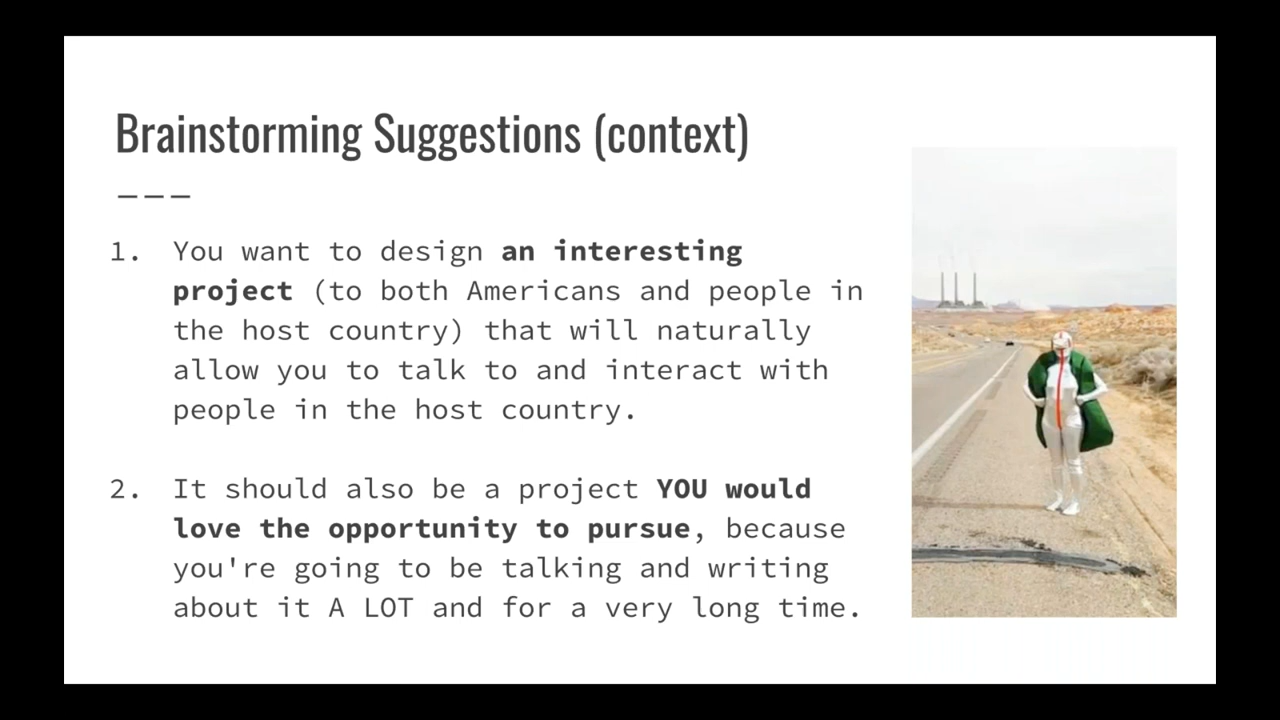 Brainstorming Suggestions (context)
———
1. You want to design an interesting
project (to both Americans and people in
the host country) that will naturally
allow you to talk to and interact with
people in the host country.
2. It should also be a project YOU would
love the opportunity to pursue, because
you're going to be talking and writing
about it A LOT and for a very long time.